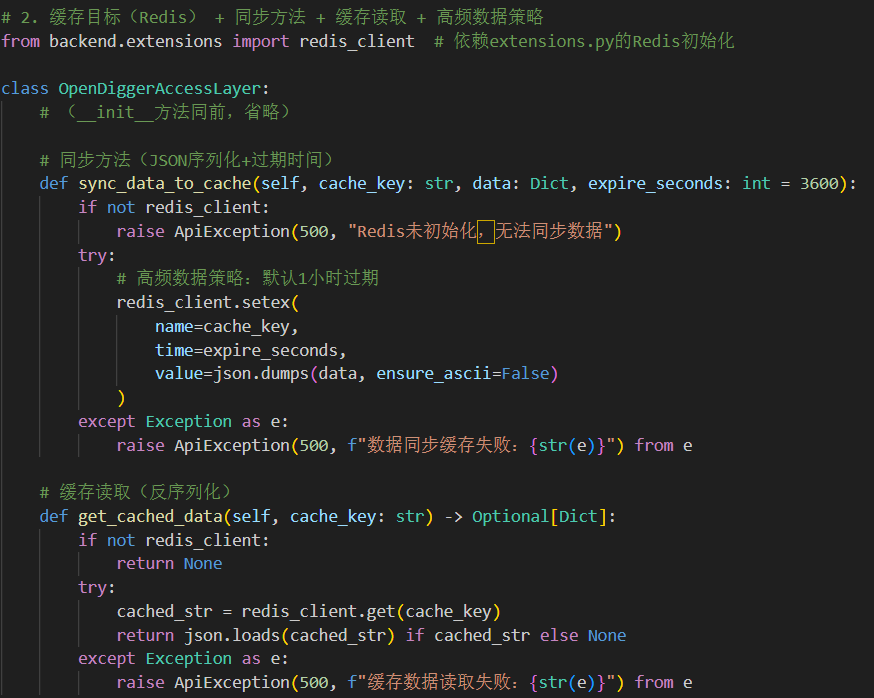 # 2. 缓存目标（Redis） + 同步方法 + 缓存读取 + 高频数据策略
from backend.extensions import redis_client  # 依赖extensions.py的Redis初始化

class OpenDiggerAccessLayer:
    # （__init__方法同前，省略）

    # 同步方法（JSON序列化+过期时间）
    def sync_data_to_cache(self, cache_key: str, data: Dict, expire_seconds: int = 3600):
        if not redis_client:
            raise ApiException(500, "Redis未初始化，无法同步数据")
        try:
            # 高频数据策略：默认1小时过期
            redis_client.setex(
                name=cache_key,
                time=expire_seconds,
                value=json.dumps(data, ensure_ascii=False)
            )
        except Exception as e:
            raise ApiException(500, f"数据同步缓存失败：{str(e)}") from e

    # 缓存读取（反序列化）
    def get_cached_data(self, cache_key: str) -> Optional[Dict]:
        if not redis_client:
            return None
        try:
            cached_str = redis_client.get(cache_key)
            return json.loads(cached_str) if cached_str else None
        except Exception as e:
            raise ApiException(500, f"缓存数据读取失败：{str(e)}") from e